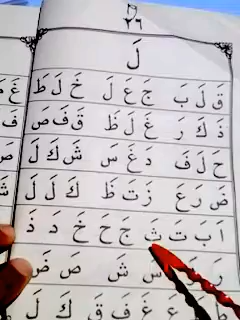 ٢٦
لَ
قَ لَ بَ جَ عَ لَ خَ لَ طَ
ذَ كَ رَ غَ لَ ظَ قَ فَ صَ
حَ لَ فَ دَ غَ سَ شَ كَ لَ
ضَ رَ عَ زَ تَ ظَ كَ لَ لَ
اَ بَ تَ ثَ جَ حَ خَ دَ ذَ
رَ سَ شَ صَ ضَ
عَ غَ فَ قَ كَ لَ